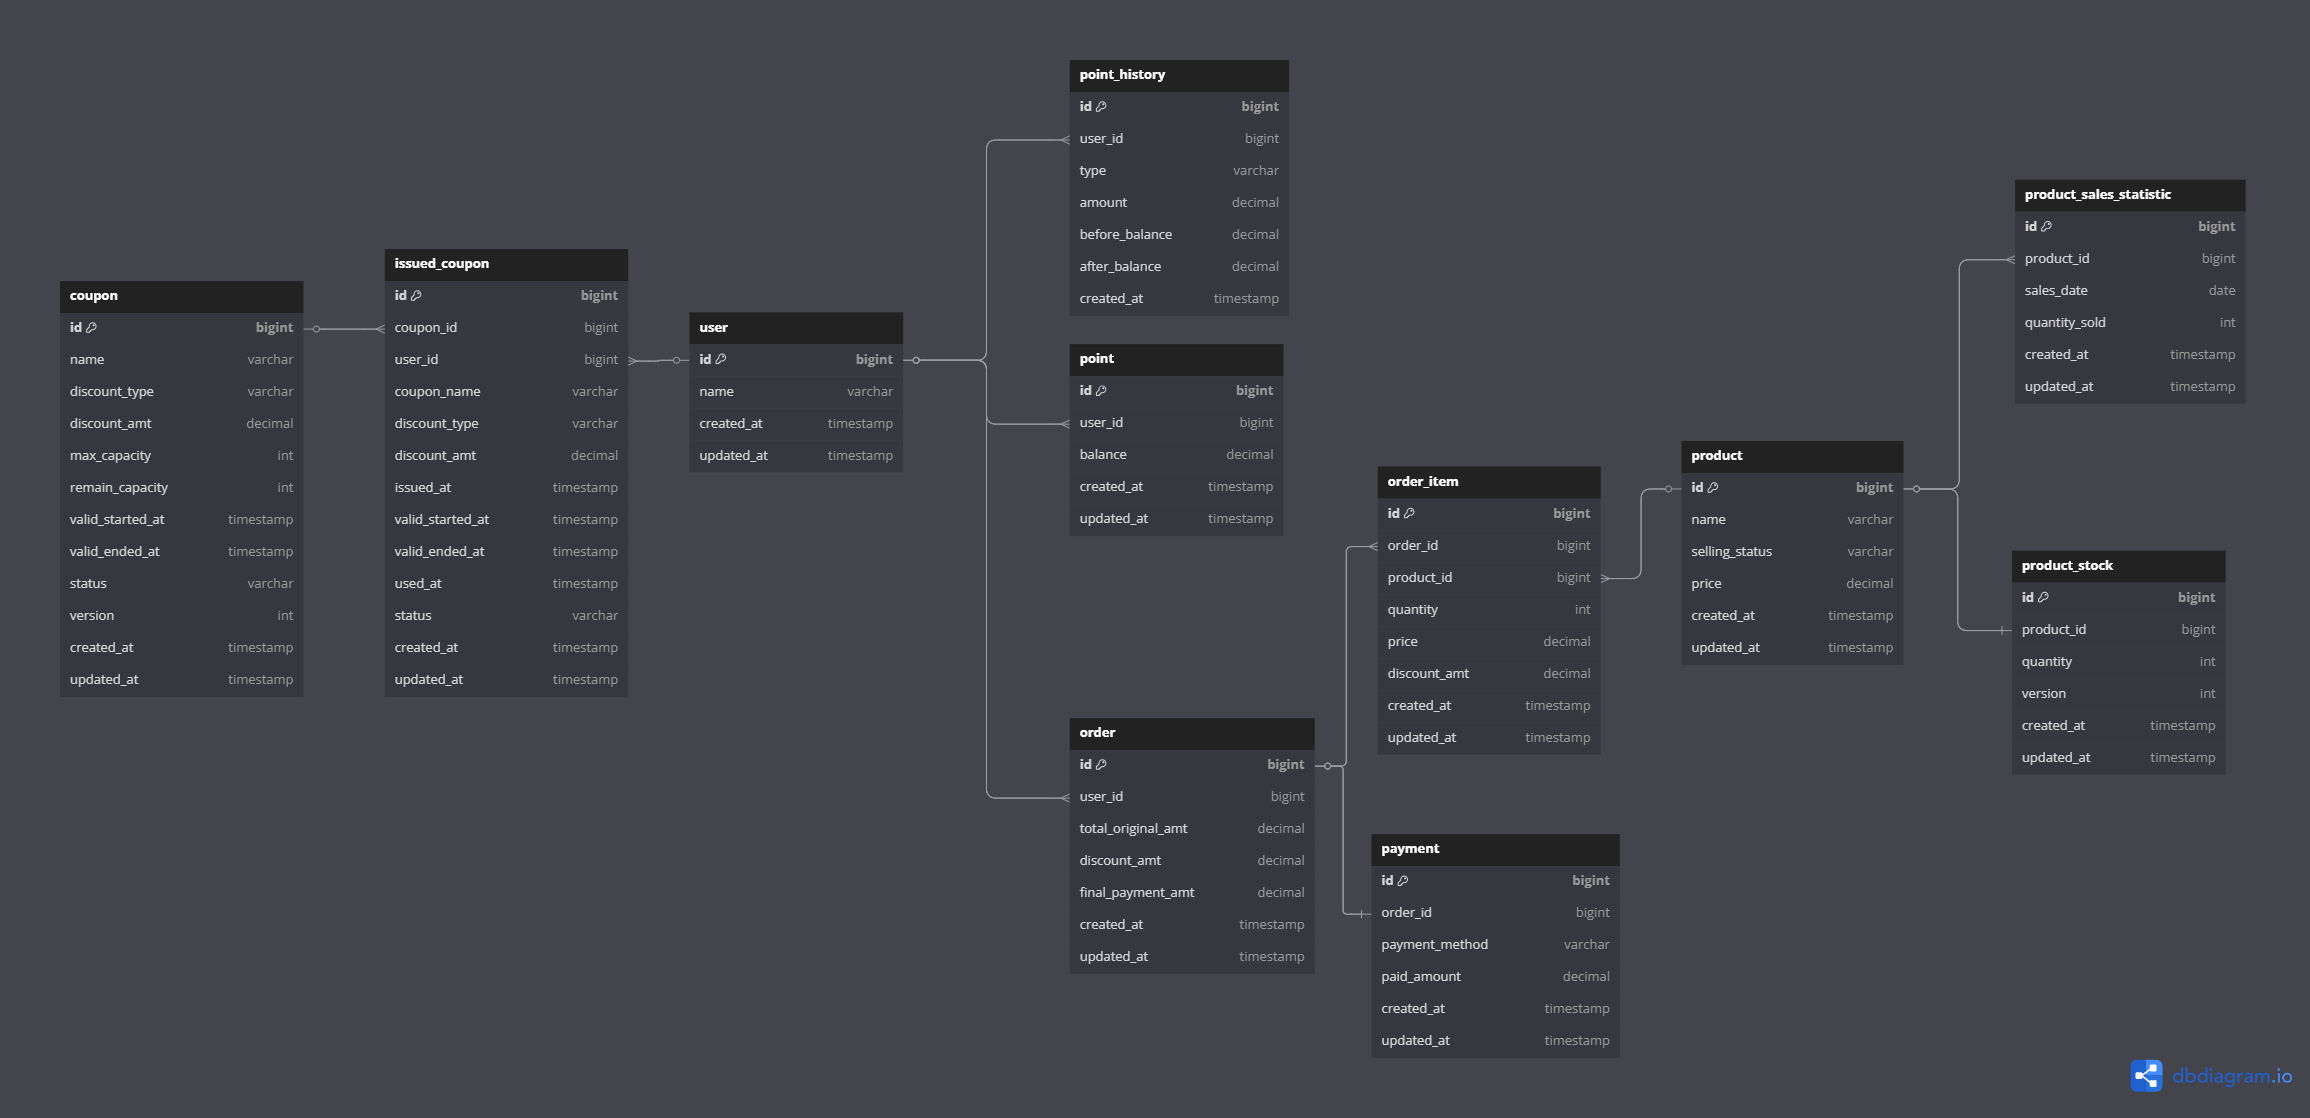 coupon
id bigint
name varchar
discount_type varchar
discount_amt decimal
max_capacity int
remain_capacity int
valid_started_at timestamp
valid_ended_at timestamp
status varchar
version int
created_at timestamp
updated_at timestamp
issued_coupon
id bigint
coupon_id bigint
user_id bigint
coupon_name varchar
discount_type varchar
discount_amt decimal
issued_at timestamp
valid_started_at timestamp
valid_ended_at timestamp
used_at timestamp
status varchar
created_at timestamp
updated_at timestamp
user
id bigint
name varchar
created_at timestamp
updated_at timestamp
point_history
id bigint
user_id bigint
type varchar
amount decimal
before_balance decimal
after_balance decimal
created_at timestamp
point
id bigint
user_id bigint
balance decimal
created_at timestamp
updated_at timestamp
order
id bigint
user_id bigint
total_original_amt decimal
discount_amt decimal
final_payment_amt decimal
created_at timestamp
updated_at timestamp
order_item
id bigint
order_id bigint
product_id bigint
quantity int
price decimal
discount_amt decimal
created_at timestamp
updated_at timestamp
payment
id bigint
order_id bigint
payment_method varchar
paid_amount decimal
created_at timestamp
updated_at timestamp
product
id bigint
name varchar
selling_status varchar
price decimal
created_at timestamp
updated_at timestamp
product_sales_statistic
id bigint
product_id bigint
sales_date date
quantity_sold int
created_at timestamp
updated_at timestamp
product_stock
id bigint
product_id bigint
quantity int
version int
created_at timestamp
updated_at timestamp
dbdiagram.io